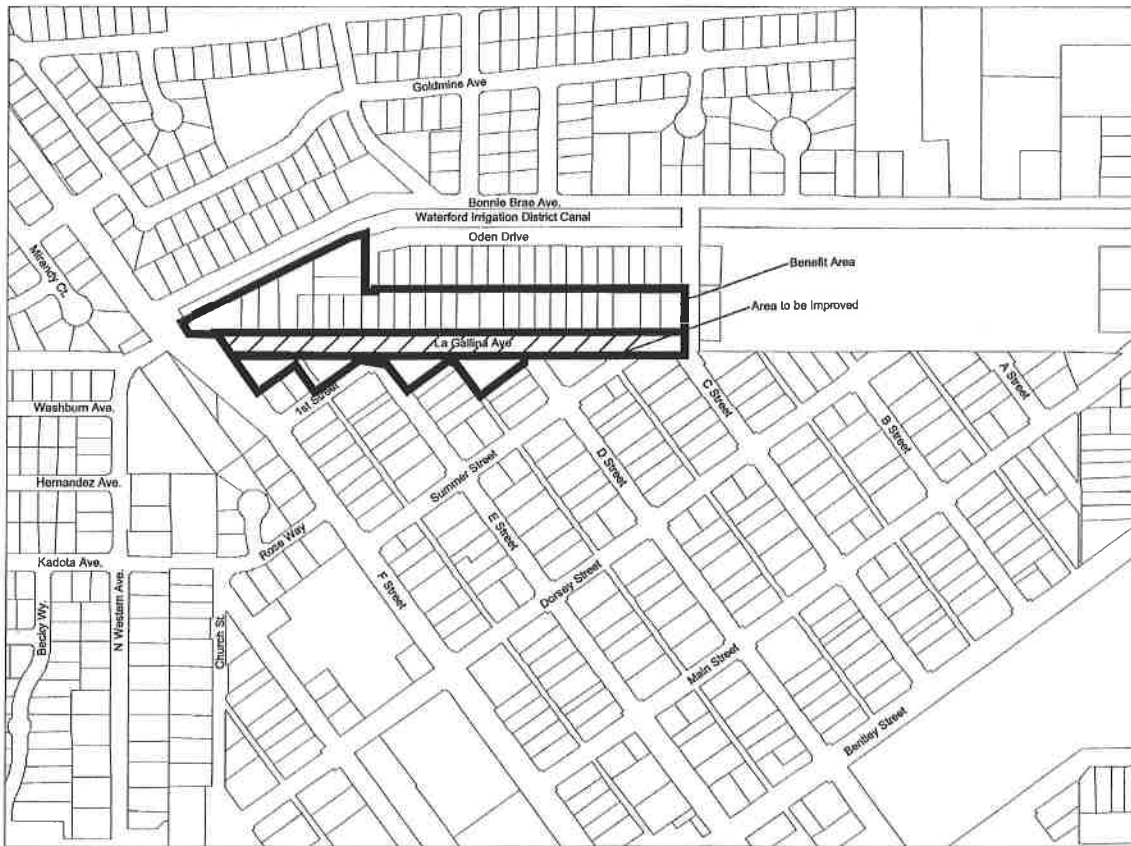 Goldmine Ave
Bonnie Brae Ave.
Waterford Irrigation District Canal
Oden Drive
Mirandy Ct.
Benefit Area
Area to be Improved
La Gallina Ave
1st Street
A Street
C Street
B Street
Washburn Ave.
Summer Street
D Street
Hernandez Ave.
E Street
Rose Way
Kadota Ave.
F Street
Dorsey Street
Becky Wy.
N Western Ave.
Church St.
Main Street
Bentley Street